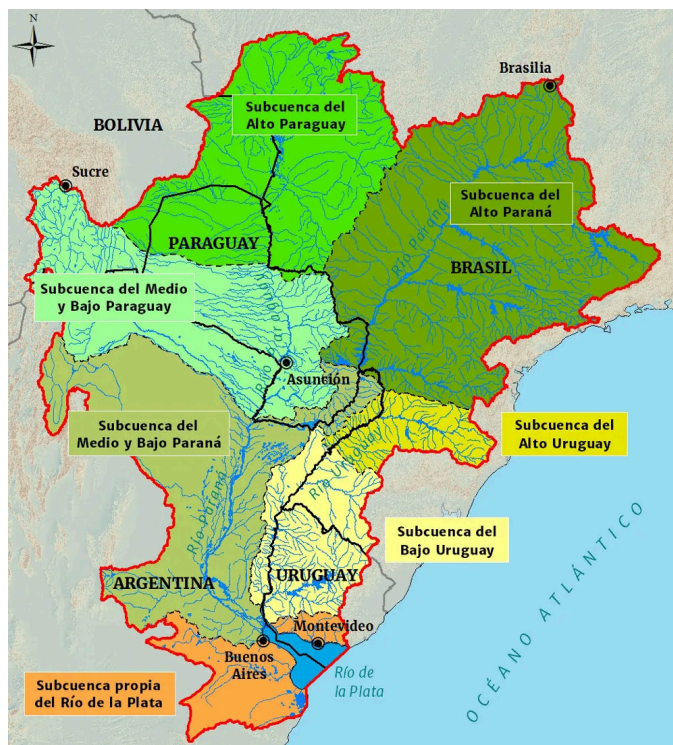 N
Brasilia
Subcuenca del
Alto Paraguay
BOLIVIA
Sucre
Subcuenca del
Alto Paraná
PARAGUAY
Río Paraná
BRASIL
Subcuenca del Medio
y Bajo Paraguay
Río Paraguay
Asunción
Subcuenca del
Medio y Bajo Paraná
Subcuenca del
Alto Uruguay
Río Uruguay
Río Paraná
Subcuenca del
Bajo Uruguay
ARGENTINA
URUGUAY
OCÉANO ATLÁNTICO
Montevideo
Buenos
Aires
Río de
la Plata
Subcuenca propia
del Río de la Plata